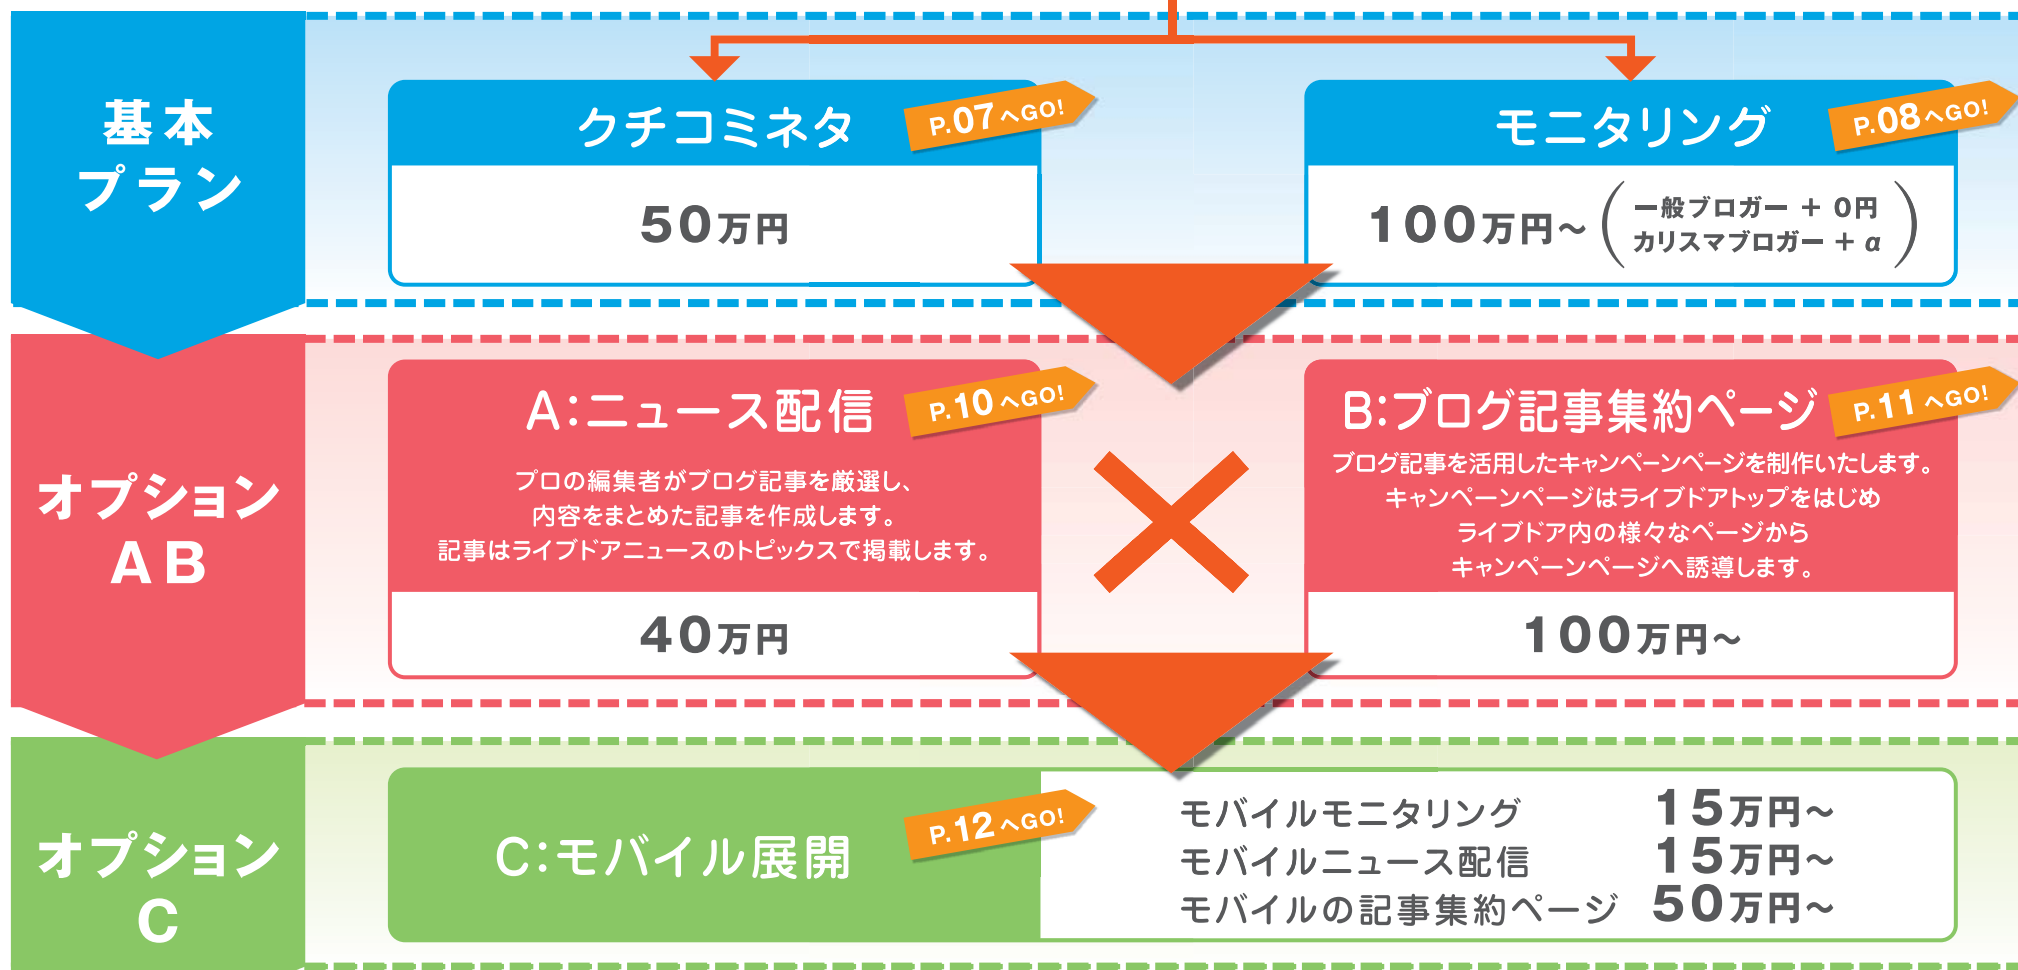 基本
プラン
クチコミネタ
P.07へGO!
50万円
モニタリング
P.08へGO!
100万円〜
一般ブロガー + 0円
カリスマブロガー + α
オプション
AB
A:ニュース配信
P.10へGO!
プロの編集者がブログ記事を厳選し、
内容をまとめた記事を作成します。
記事はライブドアニュースのトピックスで掲載します。
40万円
×
B:ブログ記事集約ページ
P.11へGO!
ブログ記事を活用したキャンペーンページを制作いたします。
キャンペーンページはライブドアトップをはじめ
ライブドア内の様々なページから
キャンペーンページへ誘導します。
100万円〜
オプション
C
C:モバイル展開
P.12へGO!
モバイルモニタリング 15万円〜
モバイルニュース配信 15万円〜
モバイルの記事集約ページ 50万円〜